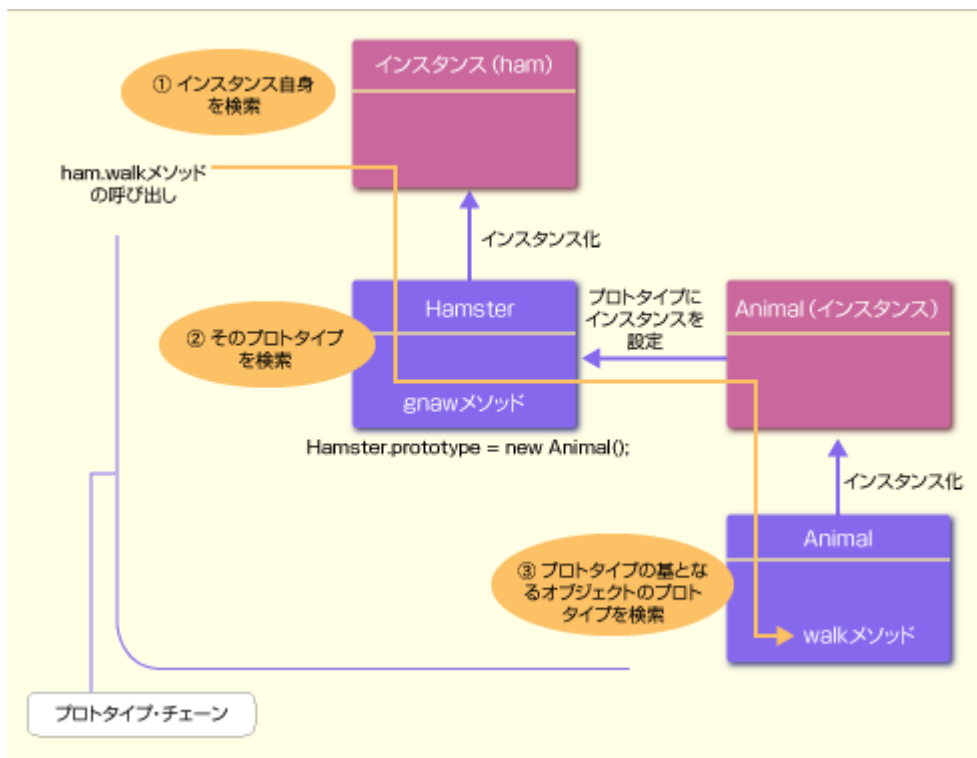 インスタンス(ham)
① インスタンス自身
を検索
ham.walkメソッド
の呼び出し
インスタンス化
Hamster
gnawメソッド
② そのプロトタイプ
を検索
プロトタイプに
インスタンスを
設定
Animal(インスタンス)
Hamster.prototype = new Animal();
インスタンス化
Animal
walkメソッド
③ プロトタイプの基とな
るオブジェクトのプロト
タイプを検索
プロトタイプ・チェーン